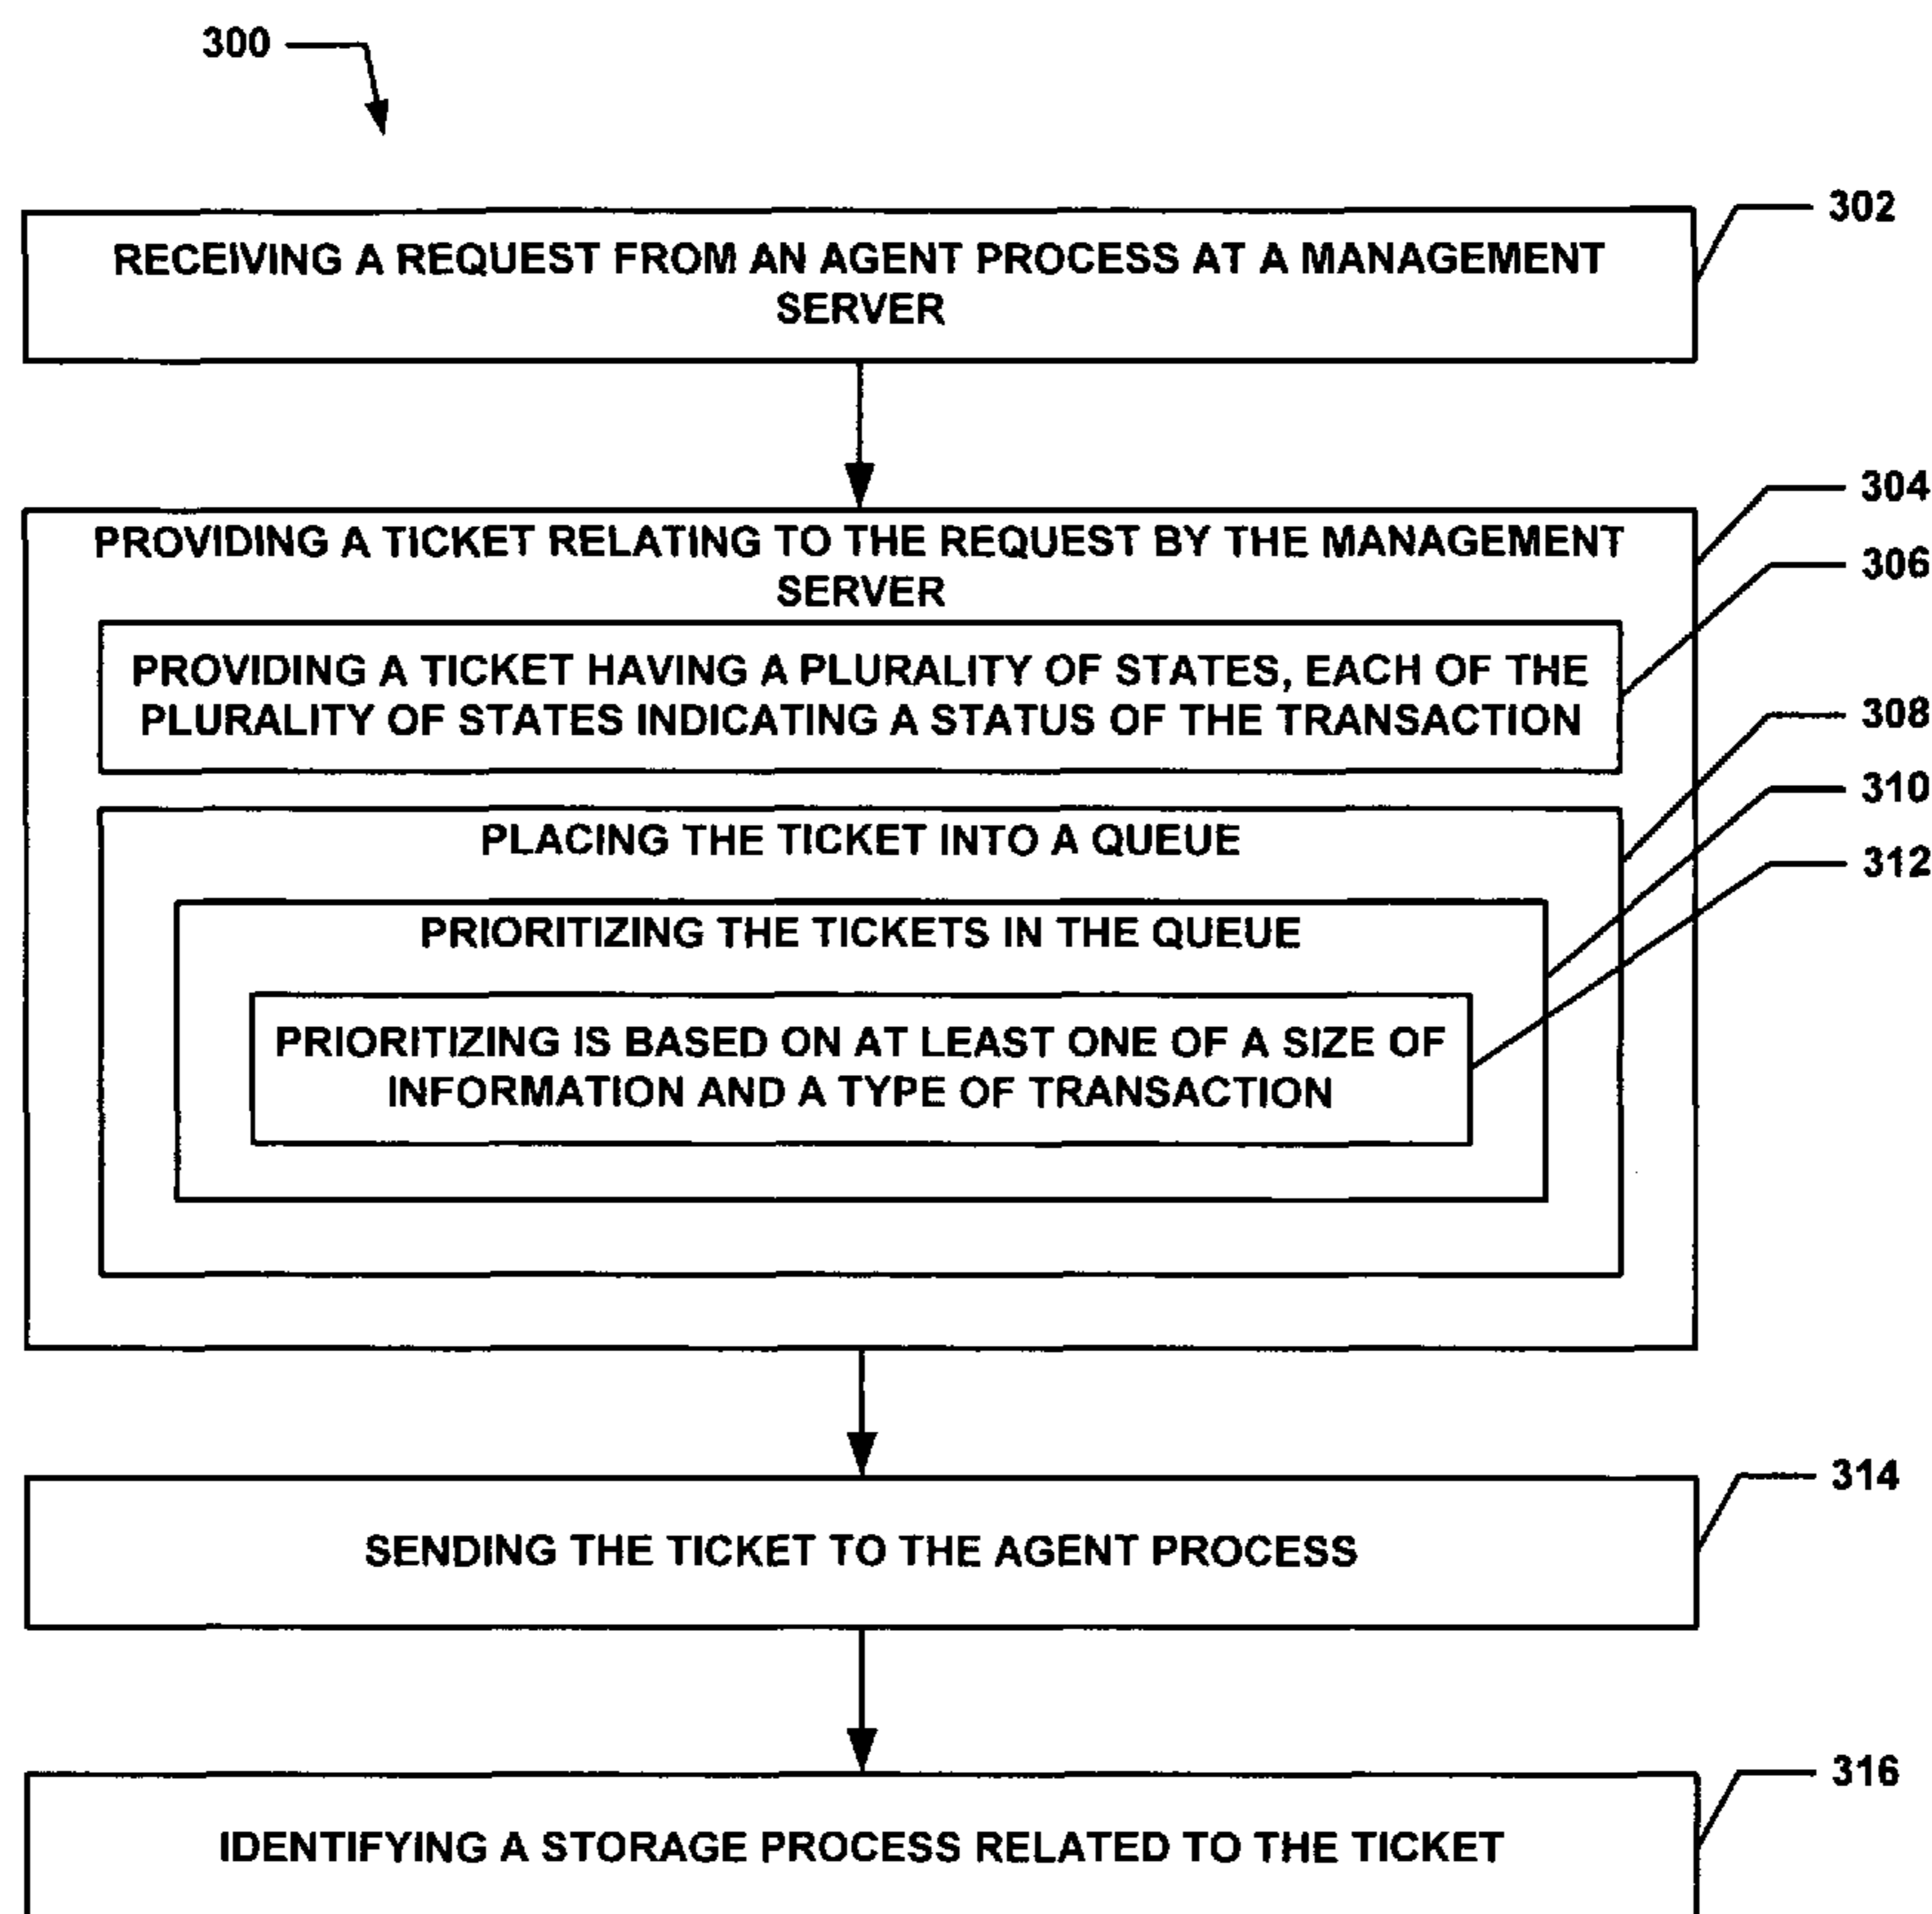 300
302
RECEIVING A REQUEST FROM AN AGENT PROCESS AT A MANAGEMENT
SERVER
304
PROVIDING A TICKET RELATING TO THE REQUEST BY THE MANAGEMENT
SERVER
306
PROVIDING A TICKET HAVING A PLURALITY OF STATES, EACH OF THE
PLURALITY OF STATES INDICATING A STATUS OF THE TRANSACTION
308
PLACING THE TICKET INTO A QUEUE
310
PRIORITIZING THE TICKETS IN THE QUEUE
312
PRIORITIZING IS BASED ON AT LEAST ONE OF A SIZE OF
INFORMATION AND A TYPE OF TRANSACTION
314
SENDING THE TICKET TO THE AGENT PROCESS
316
IDENTIFYING A STORAGE PROCESS RELATED TO THE TICKET